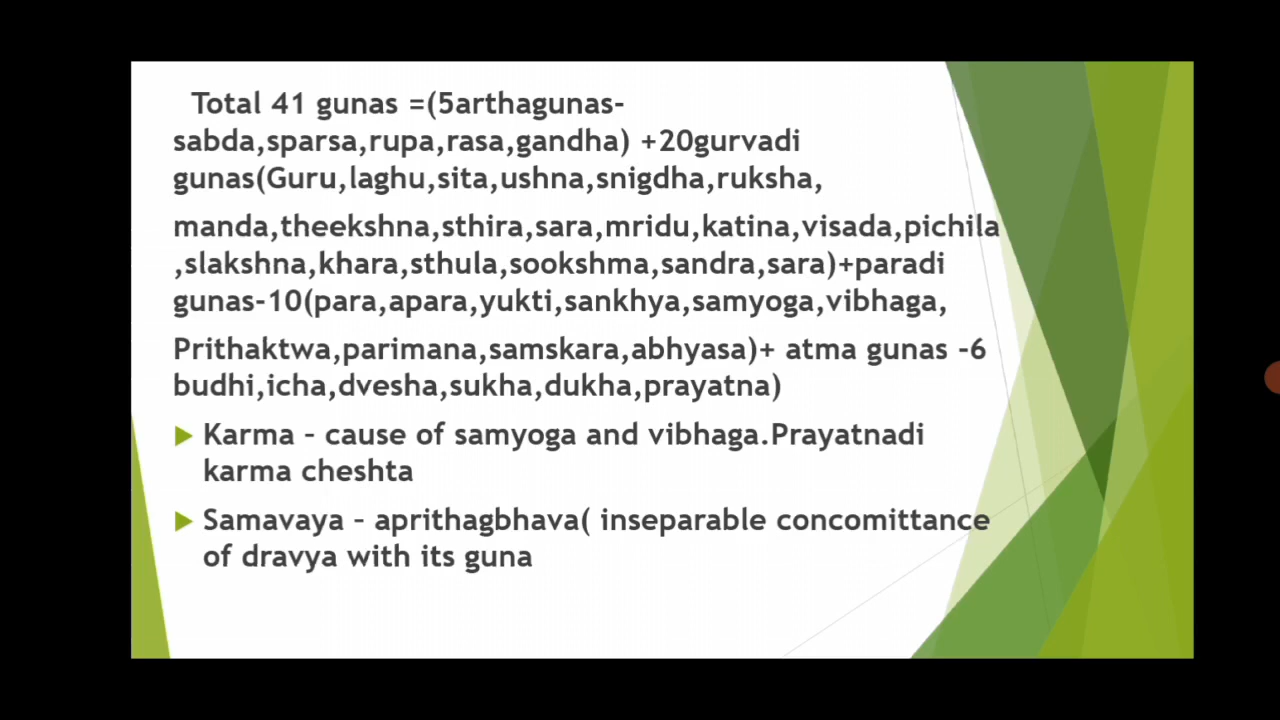 Total 41 gunas =(5arthagunas-
sabda,sparsa,rupa,rasa,gandha) +20gurvadi
gunas(Guru,laghu,sita,ushna,snigdha,ruksha,
manda,theekshna,sthira,sara,mridu,katina,visada,pichila
,slakshna,khara,sthula,sookshma,sandra,sara)+paradi
gunas-10(para,apara,yukti,sankhya,samyoga,vibhaga,
Prithaktwa,parimana,samskara,abhyasa)+ atma gunas -6
budhi,icha,dvesha,sukha,dukha,prayatna)
Karma – cause of samyoga and vibhaga.Prayatnadi
karma cheshta
Samavaya – aprithagbhava( inseparable concomittance
of dravya with its guna